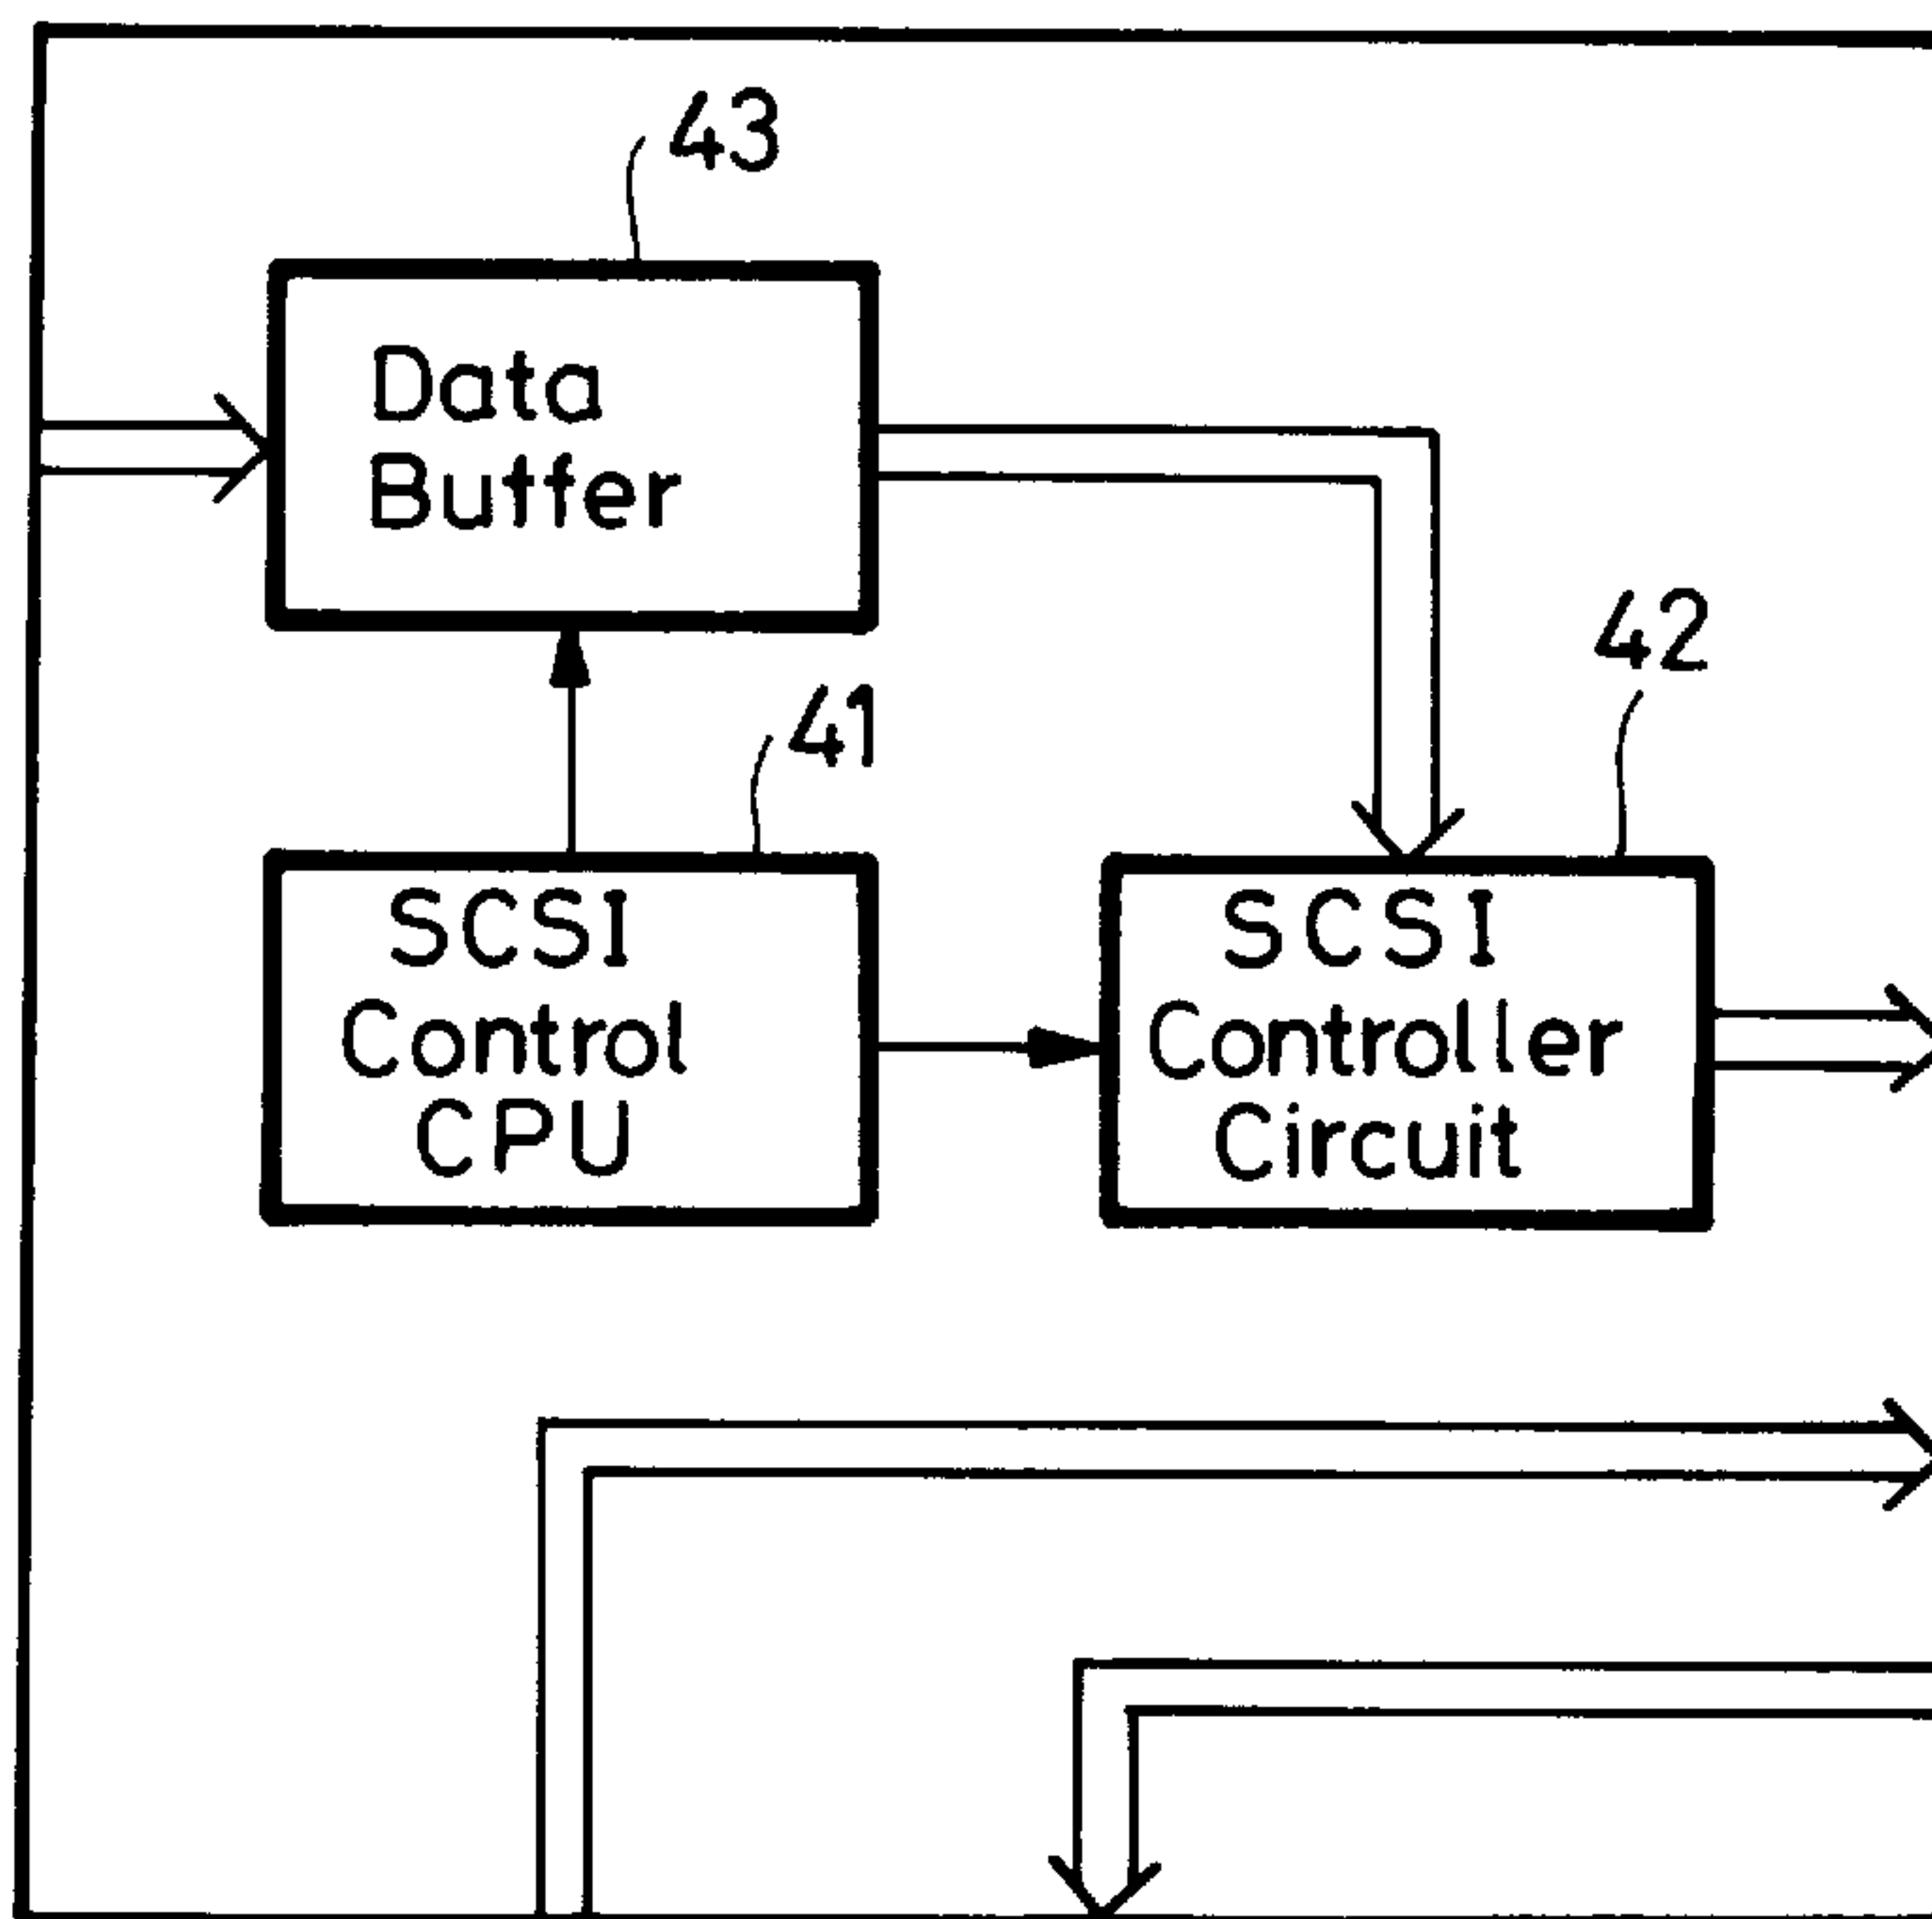 43
Data
Buffer
42
41
SCSI
Control
CPU
SCSI
Controller
Circuit